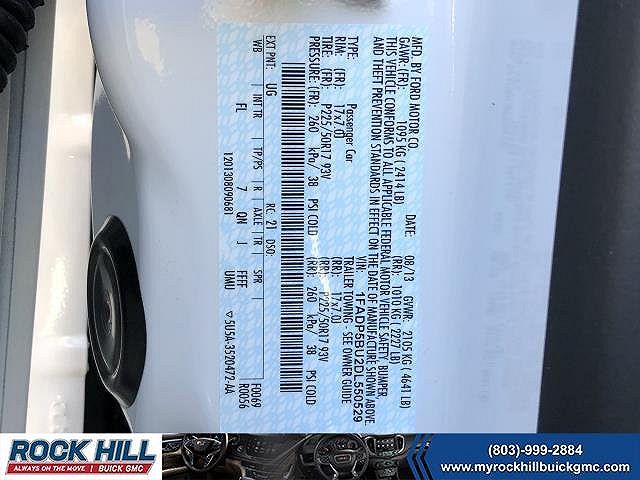 MFD. BY FORD MOTOR CO.
DATE: 08/13 GVWR: 2105 KG ( 4641 LB)
GAWR: (FR): 1095 KG ( 2414 LB) (RR): 1010 KG ( 2227 LB)
THIS VEHICLE CONFORMS TO ALL APPLICABLE FEDERAL MOTOR VEHICLE SAFETY, BUMPER,
AND THEFT PREVENTION STANDARDS IN EFFECT ON THE DATE OF MANUFACTURE SHOWN ABOVE.
VIN: 1FADP5BU2DL550529
TYPE: Passenger Car TRAILER TOWING - SEE OWNER GUIDE
RIM: (FR) 17x7.0J (RR): 17x7.0J
TIRE: (FR) P225/50R17 93V (RR) P225/50R17 93V
PRESSURE: (FR): 260 kPa/ 38 PSI COLD (RR): 260 kPa/ 38 PSI COLD
EXT PNT: UG RC: 21 DSO: F0069
WB INT TR TP/PS R AXLE TR SPR R0056
FL 7 QN J FFFF UMU
1201308090681 ▽5U5A-3520472-AA
ROCK HILL
ALWAYS ON THE MOVE | BUICK GMC
(803)-999-2884
www.myrockhillbuickgmc.com